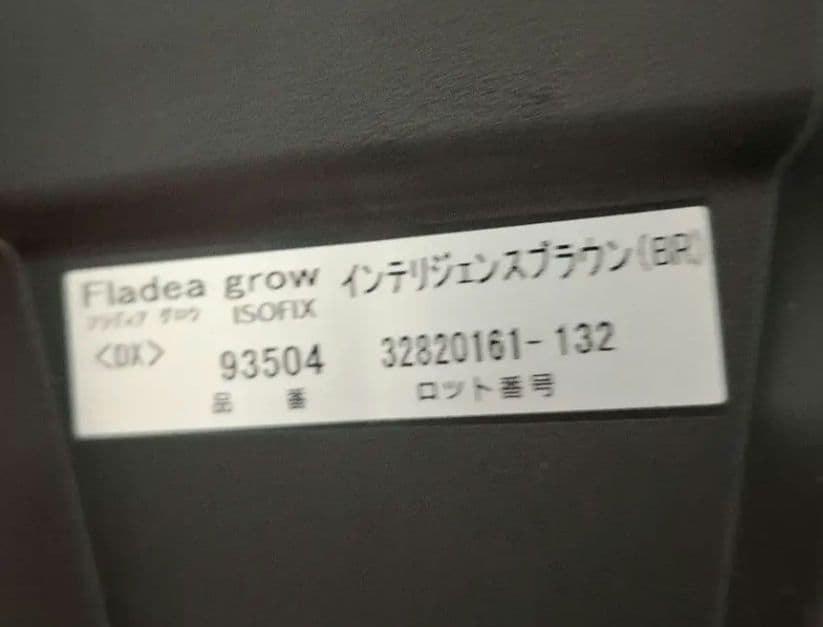 Fladea grow インテリジェンスブラウン(BR)
フラディア グロウ ISOFIX
<DX> 93504 32820161-132
品番 ロット番号